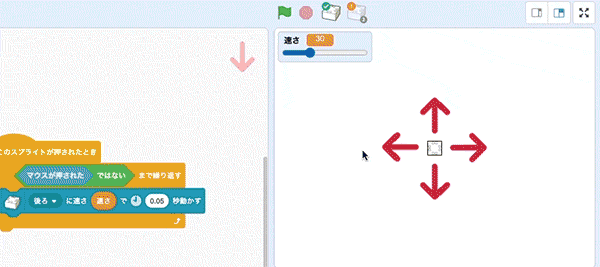 速さ 30
このスプライトが押されたとき
マウスが押された ではない まで繰り返す
後ろ に速さ 速さ で 0.05 秒動かす